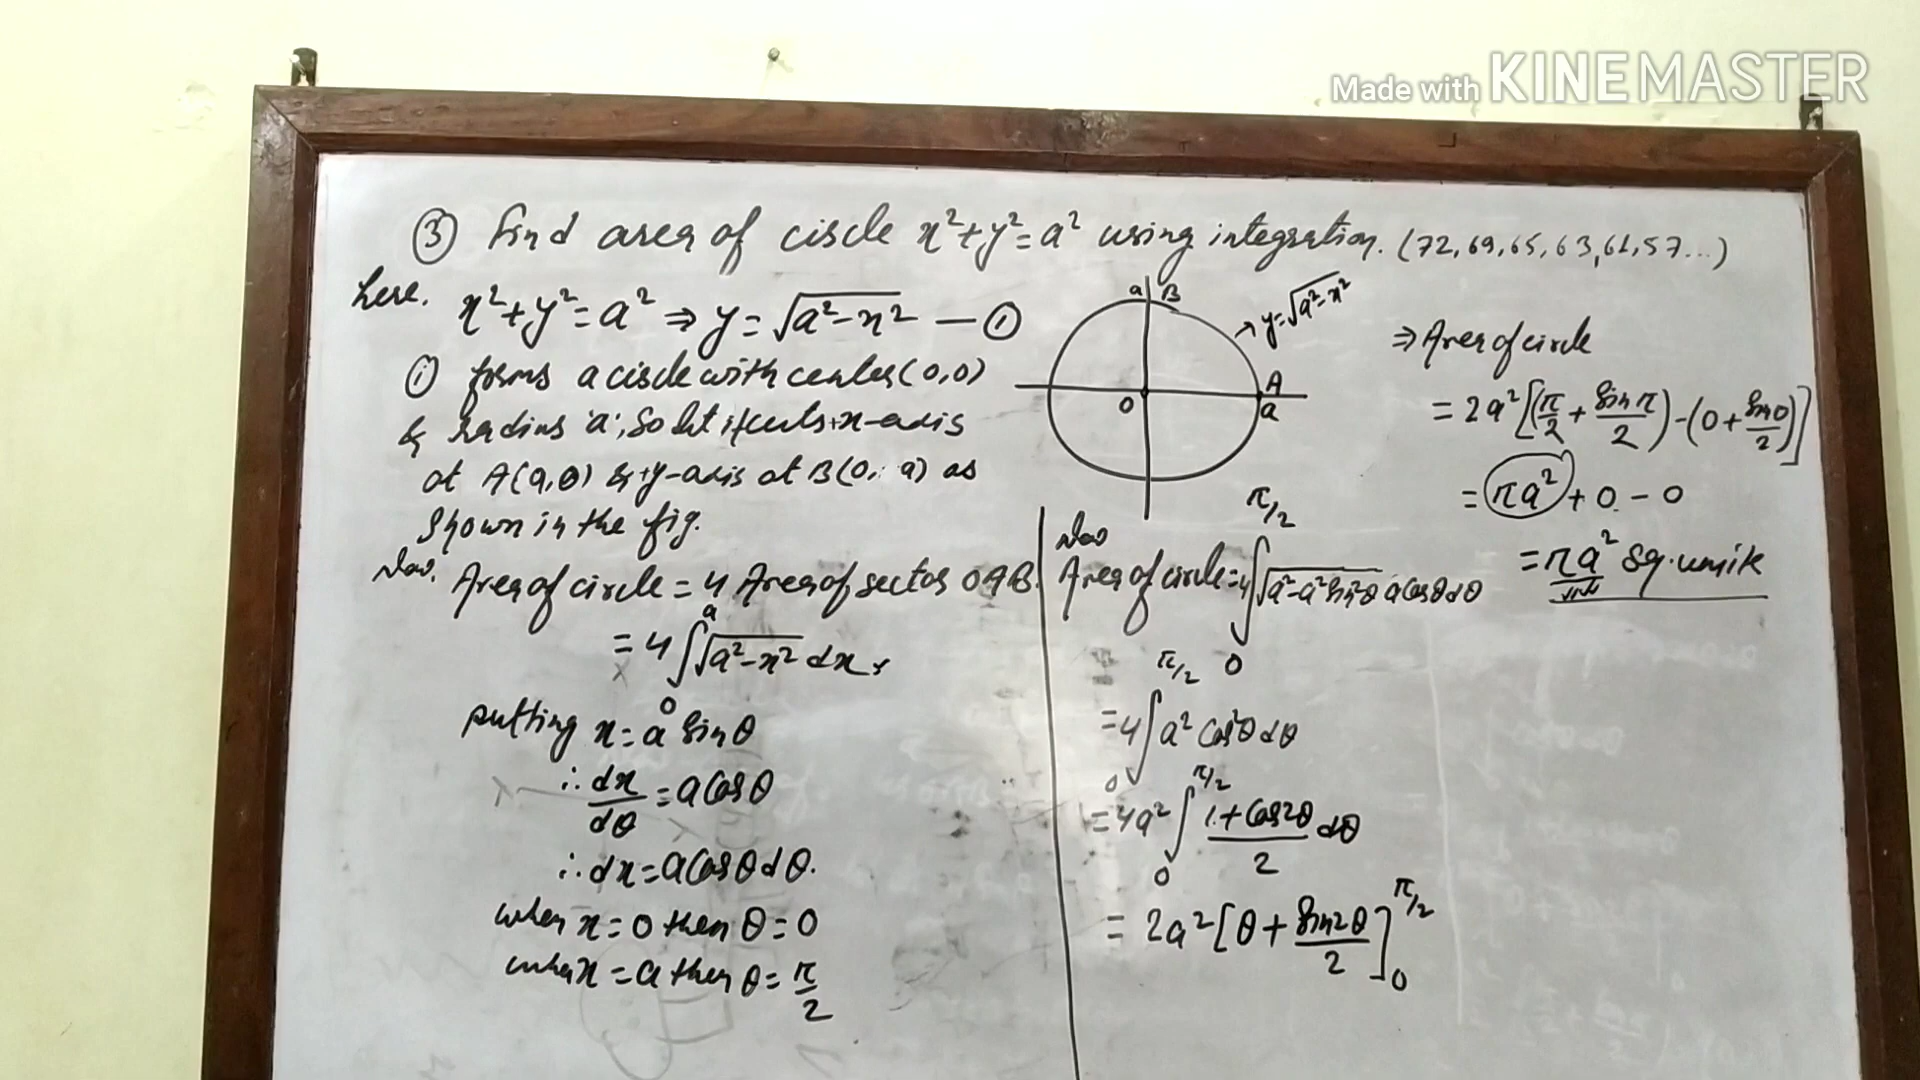 Made with KINEMASTER
③ Find area of circle x²+y²=a² using integration. (72,69,65,63,61,57...)
here. x²+y²=a² ⇒ y=√(a²-x²) — ①
① forms a circle with center (0,0)
& radius 'a', So it cuts +x-axis
at A(a,0) & +y-axis at B(0, a) as
shown in the fig.
Now. Area of circle = 4 Area of sector OAB.
= 4 ∫₀ᵃ √(a²-x²) dx,
putting x = a sinθ
∴ dx/dθ = a cosθ
∴ dx = a cosθ dθ.
when x=0 then θ=0
when x=a then θ=π/2
a B
→ y=√(a²-x²)
A
O a
Now
Area of circle = 4 ∫₀^(π/2) √(a²-a²sin²θ) a cosθ dθ
= 4 ∫₀^(π/2) a² cos²θ dθ
= 4a² ∫₀^(π/2) (1+cos2θ)/2 dθ
= 2a² [θ + sin2θ/2]₀^(π/2)
⇒ Area of circle
= 2a² [(π/2 + sinπ/2) - (0 + sin0/2)]
= πa² + 0 - 0
= πa² sq. units